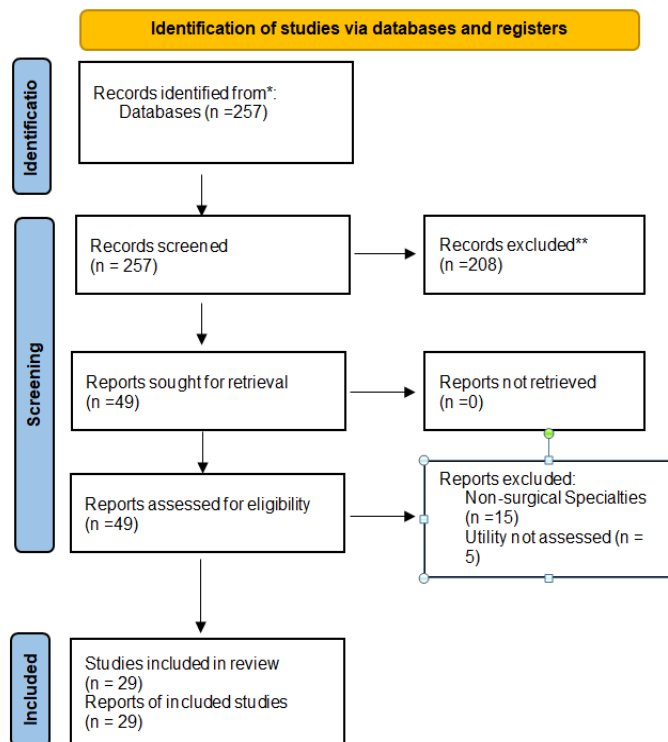 Identification of studies via databases and registers
Identificatio
Records identified from*:
Databases (n =257)
Screening
Records screened
(n = 257)
Records excluded**
(n =208)
Reports sought for retrieval
(n =49)
Reports not retrieved
(n =0)
Reports assessed for eligibility
(n =49)
Reports excluded:
Non-surgical Specialties
(n =15)
Utility not assessed (n =
5)
Included
Studies included in review
(n = 29)
Reports of included studies
(n = 29)